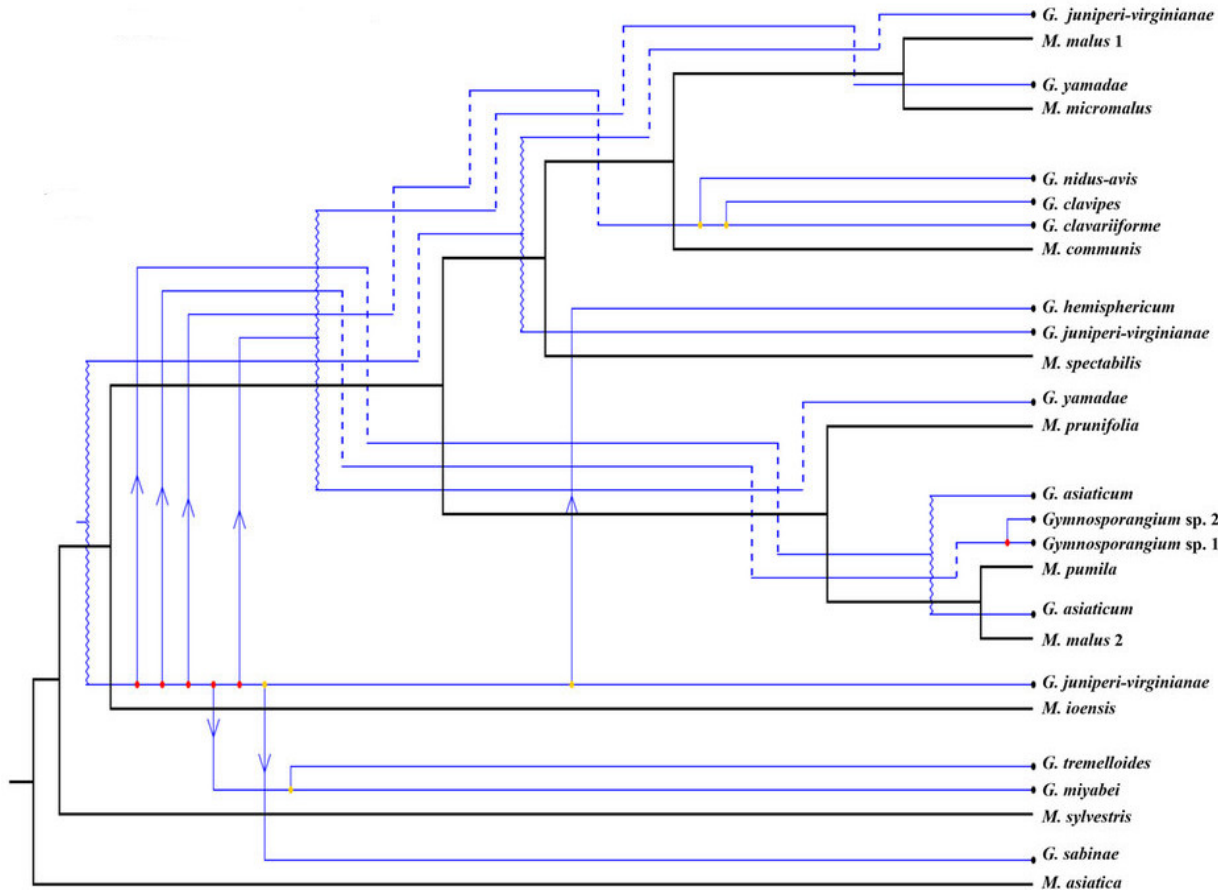 G. juniperi-virginianae
M. malus 1
G. yamadae
M. micromalus
G. nidus-avis
G. clavipes
G. clavariiforme
M. communis
G. hemisphericum
G. juniperi-virginianae
M. spectabilis
G. yamadae
M. prunifolia
G. asiaticum
Gymnosporangium sp. 2
Gymnosporangium sp. 1
M. pumila
G. asiaticum
M. malus 2
G. juniperi-virginianae
M. ioensis
G. tremelloides
G. miyabei
M. sylvestris
G. sabinae
M. asiatica